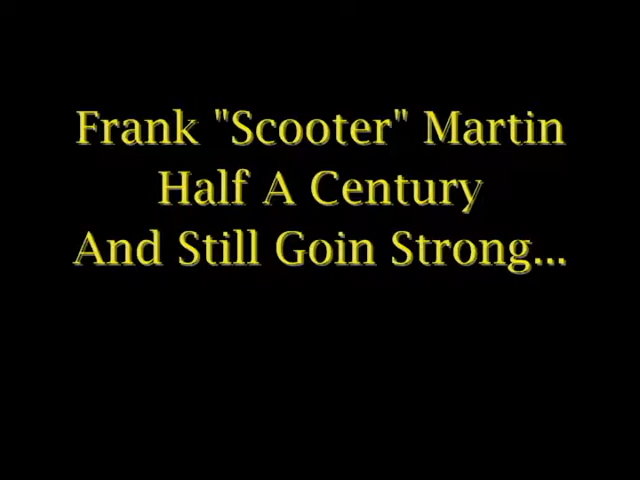 Frank "Scooter" Martin
Half A Century
And Still Goin Strong...